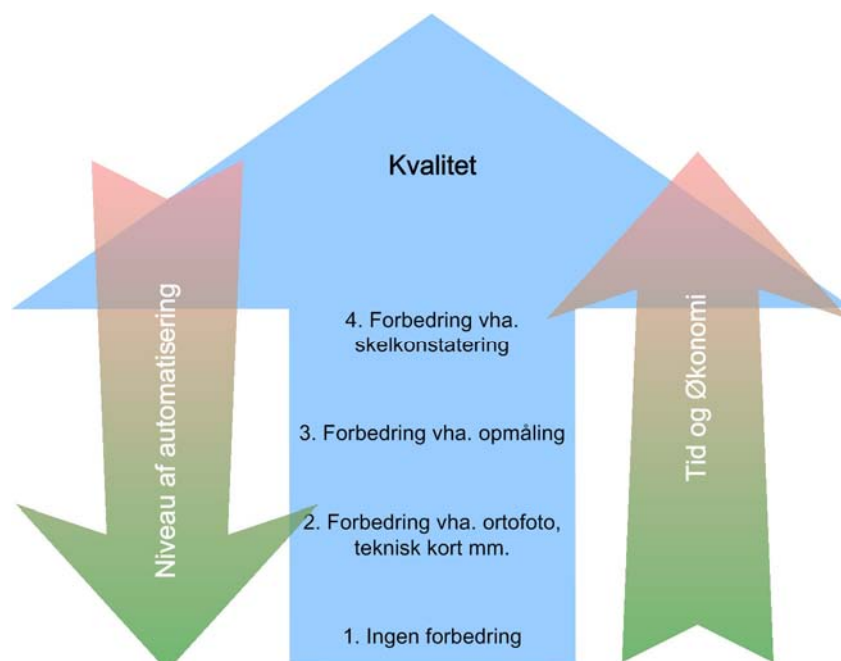 Kvalitet
Niveau af automatisering
4. Forbedring vha.
skelkonstatering
3. Forbedring vha. opmåling
2. Forbedring vha. ortofoto,
teknisk kort mm.
1. Ingen forbedring
Tid og Økonomi